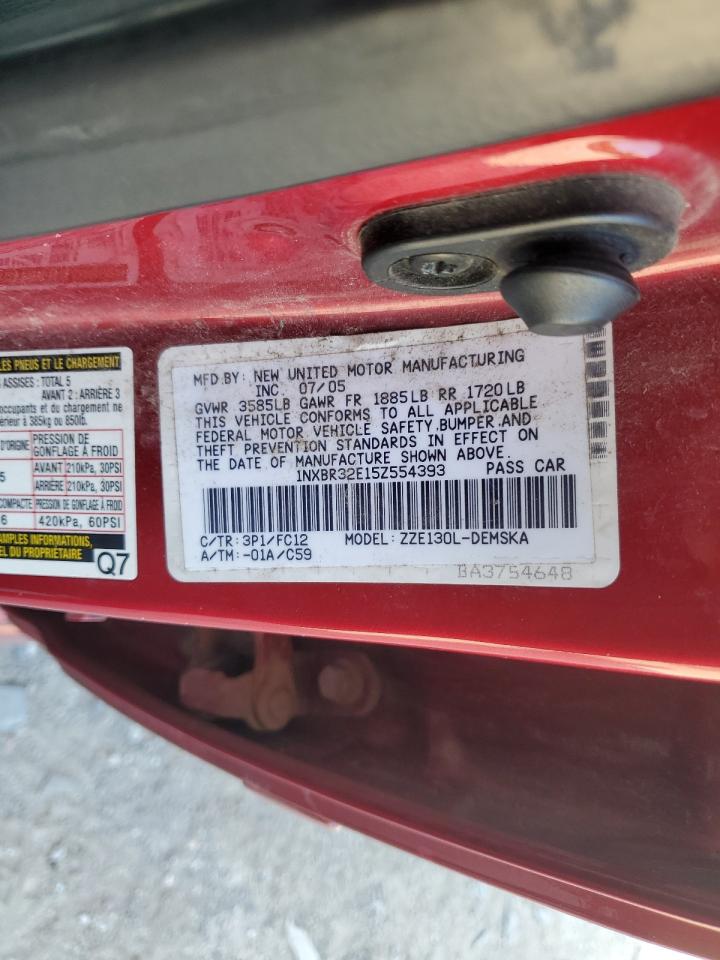 LES PNEUS ET LE CHARGEMENT
ASSISES: TOTAL 5
AVANT 2: ARRIÈRE 3
occupants et du chargement ne
385kg ou 850lb.
D'ORIGINE PRESSION DE GONFLAGE À FROID
5 AVANT 210kPa, 30PSI
ARRIÈRE 210kPa, 30PSI
COMPACTE PRESSION DE GONFLAGE À FROID
6 420kPa, 60PSI
AMPLES INFORMATIONS,
EL DU PROPRIÉTAIRE
Q7
MFD BY: NEW UNITED MOTOR MANUFACTURING
INC. 07/05
GVWR 3585LB GAWR FR 1885LB RR 1720LB
THIS VEHICLE CONFORMS TO ALL APPLICABLE
FEDERAL MOTOR VEHICLE SAFETY,BUMPER,AND
THEFT PREVENTION STANDARDS IN EFFECT ON
THE DATE OF MANUFACTURE SHOWN ABOVE.
1NXBR32E15Z554393 PASS CAR
C/TR: 3P1/FC12 MODEL: ZZE130L-DEMSKA
A/TM: -01A/C59
BA3754648